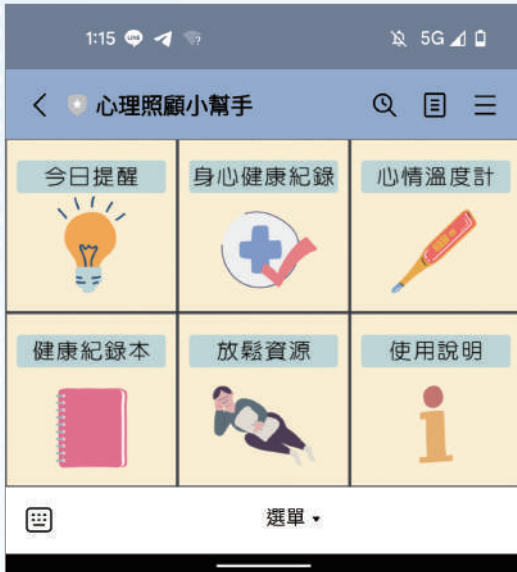 1:15
5G
心理照顧小幫手
今日提醒
身心健康紀錄
心情溫度計
健康紀錄本
放鬆資源
使用說明
選單